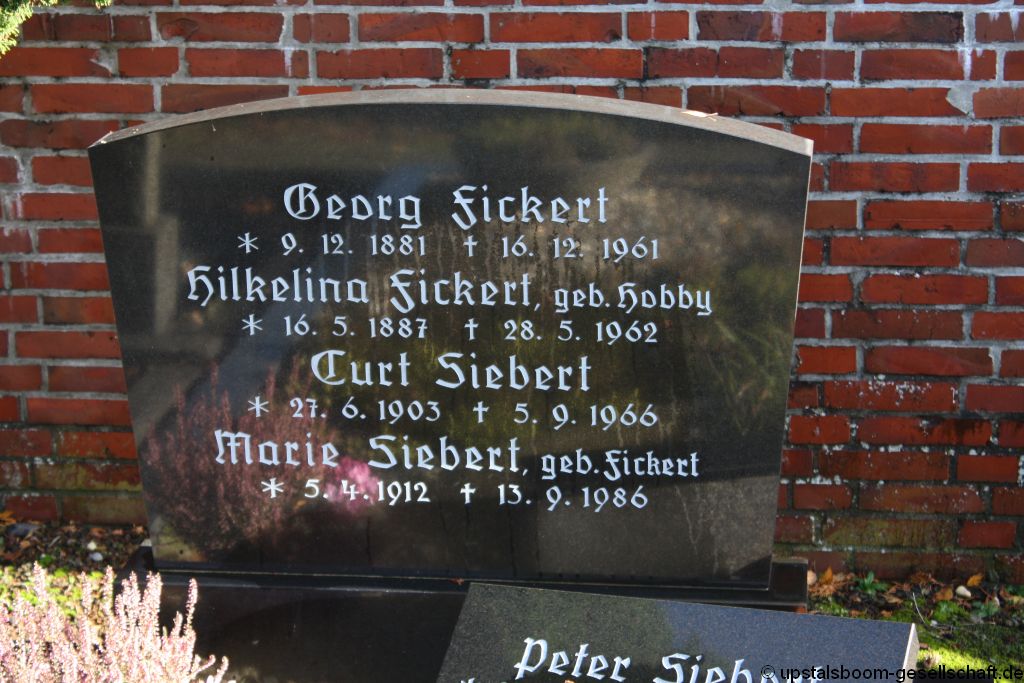 Georg Fickert
* 9. 12. 1881 † 16. 12. 1961
Hilkelina Fickert, geb. Hobby
* 16. 5. 1887 † 28. 5. 1962
Curt Siebert
* 27. 6. 1903 † 5. 9. 1966
Marie Siebert, geb. Fickert
* 5. 4. 1912 † 13. 9. 1986
Peter
© upstalsboom-gesellschaft.de